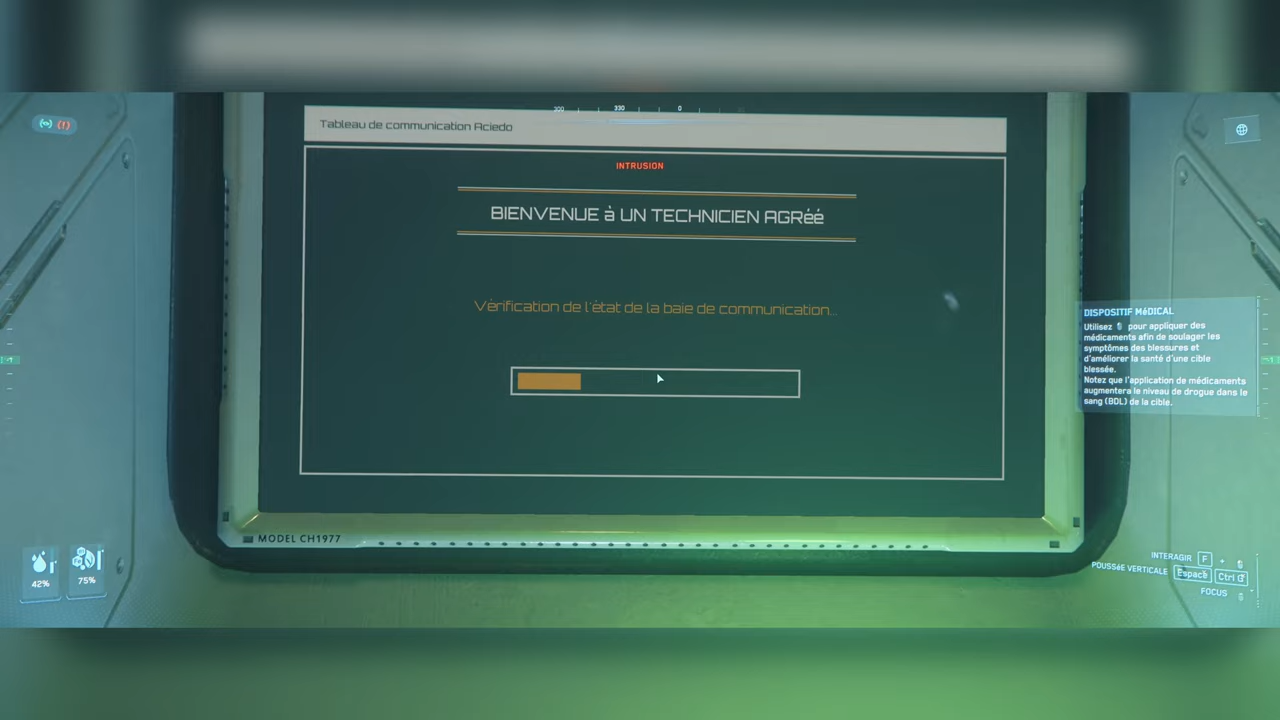 300 330 0
Tableau de communication Aciedo
INTRUSION
BIENVENUE à UN TECHNICIEN AGRéé
Vérification de l'état de la baie de communication...
DISPOSITIF MéDICAL
Utilisez pour appliquer des
médicaments afin de soulager les
symptômes des blessures et
d'améliorer la santé d'une cible
blessée.
Notez que l'application de médicaments
augmentera le niveau de drogue dans le
sang (BDL) de la cible.
MODEL CH1977
42%
75%
INTERAGIR F +
POUSSéE VERTICALE Espace Ctrl G
FOCUS